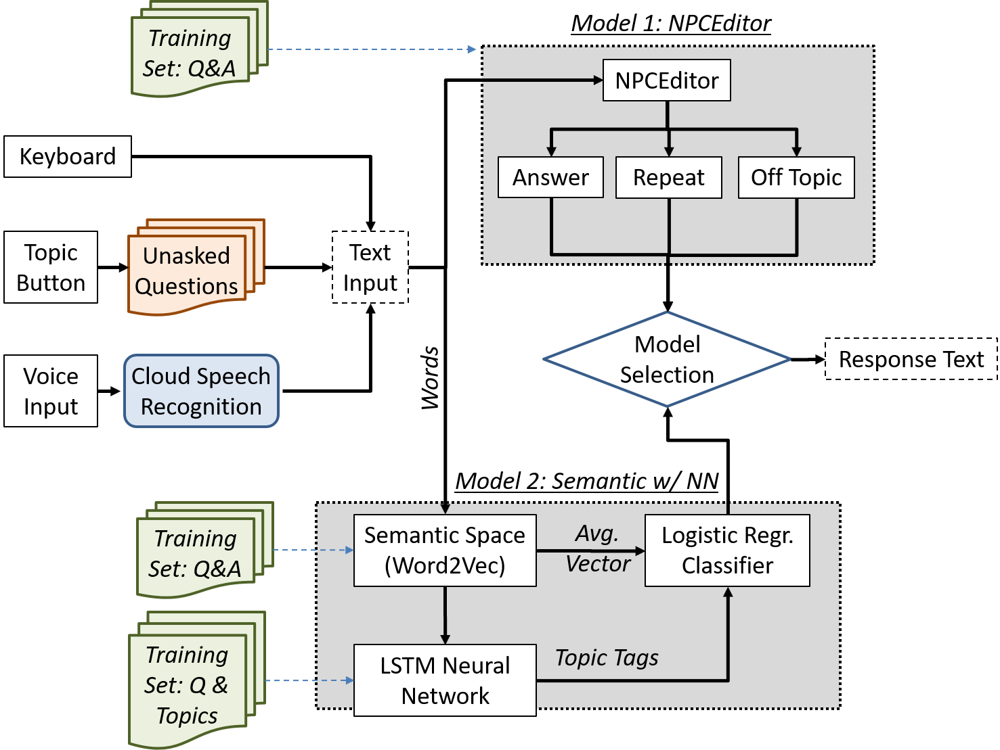 Training
Set: Q&A
Model 1: NPCEditor
NPCEditor
Keyboard
Answer
Repeat
Off Topic
Topic
Button
Unasked
Questions
Text
Input
Model
Selection
Response Text
Voice
Input
Cloud Speech
Recognition
Words
Model 2: Semantic w/ NN
Training
Set: Q&A
Semantic Space
(Word2Vec)
Avg.
Vector
Logistic Regr.
Classifier
Training
Set: Q &
Topics
LSTM Neural
Network
Topic Tags